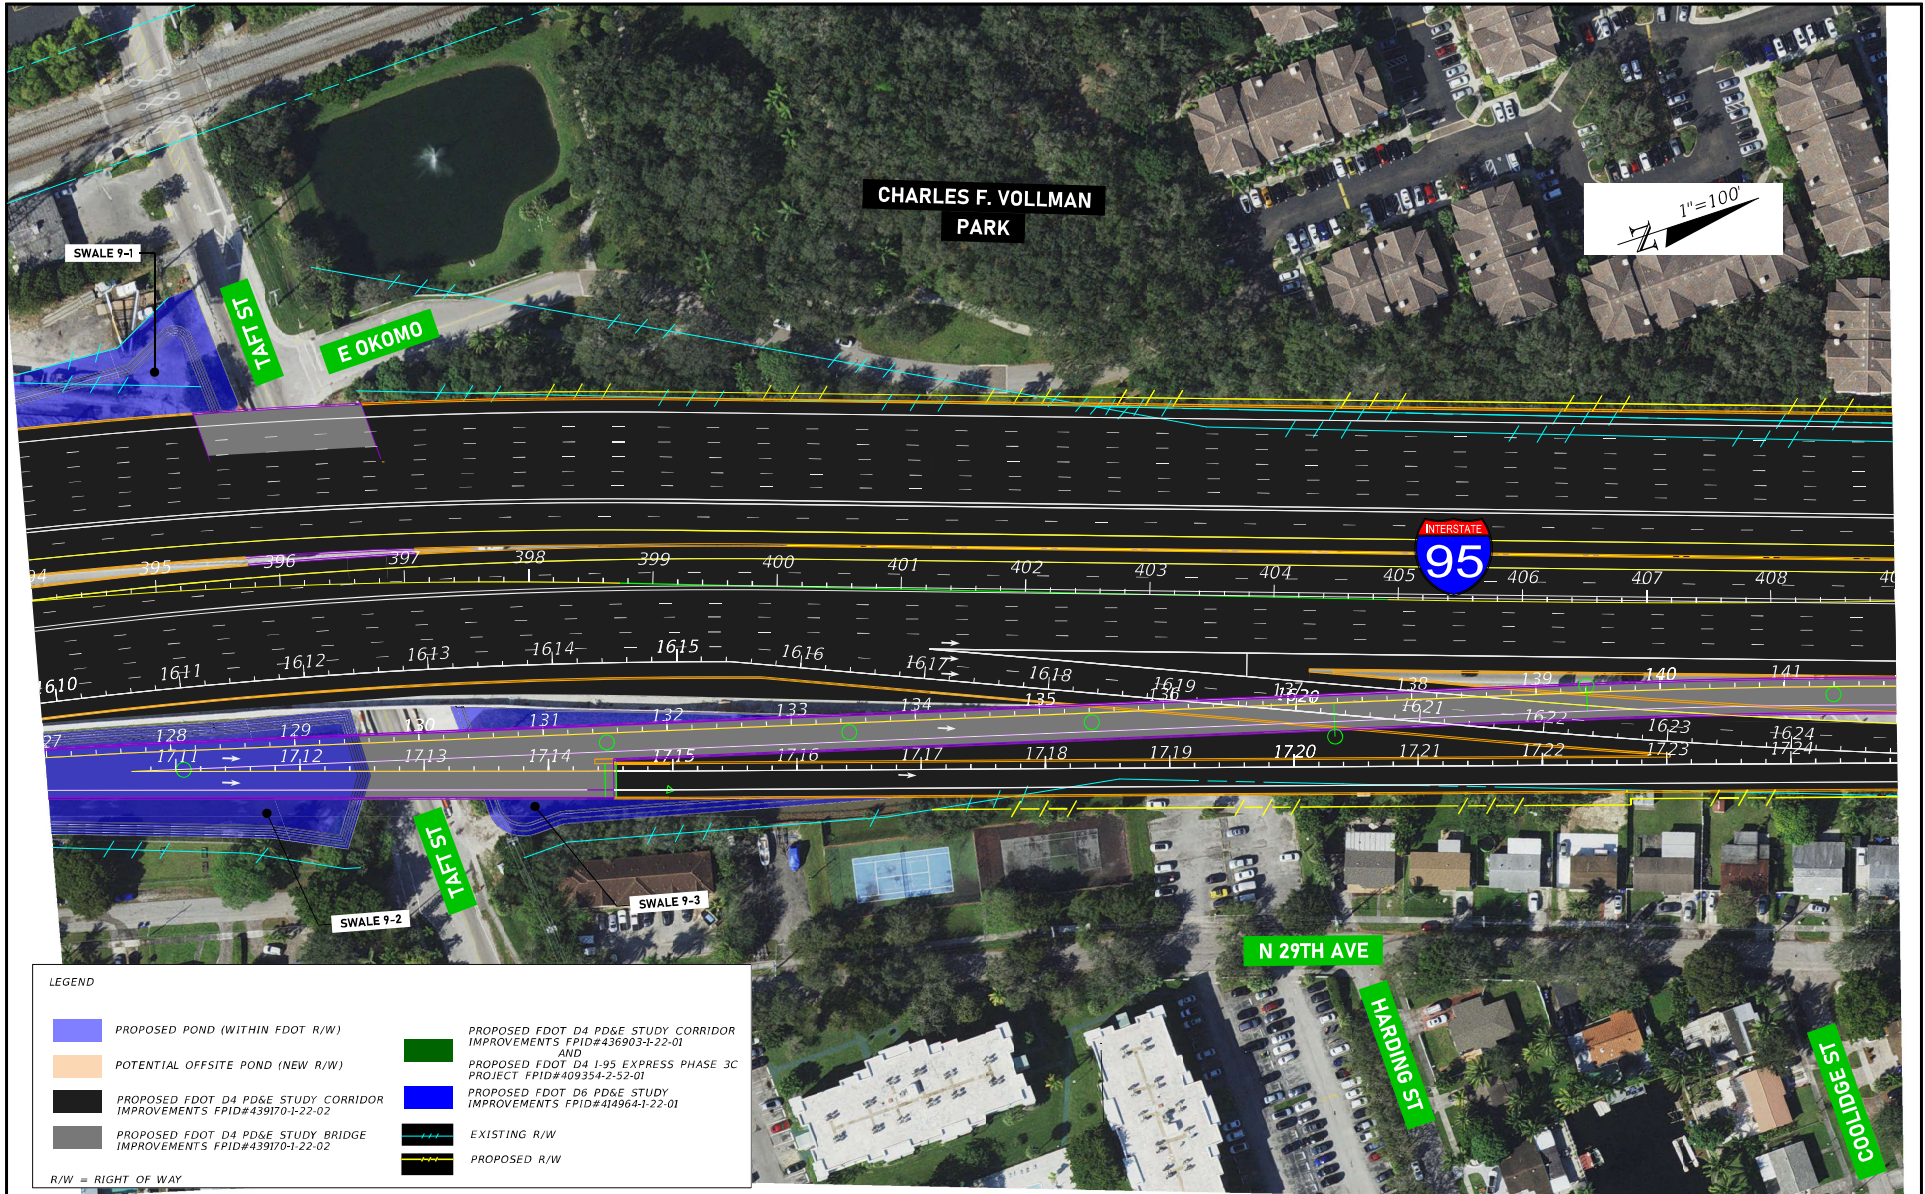 CHARLES F. VOLLMAN
PARK
1"=100'
N
SWALE 9-1
TAFT ST
E OKOMO
INTERSTATE
95
94 395 396 397 398 399 400 401 402 403 404 405 406 407 408 40
1610 1611 1612 1613 1614 1615 1616 1617 1618 1619 1620 1621 1622 1623 1624
27 128 129 130 131 132 133 134 135 136 137 138 139 140 141
1711 1712 1713 1714 1715 1716 1717 1718 1719 1720 1721 1722 1723 1724
TAFT ST
SWALE 9-2
SWALE 9-3
N 29TH AVE
HARDING ST
COOLIDGE ST
LEGEND
PROPOSED POND (WITHIN FDOT R/W)
POTENTIAL OFFSITE POND (NEW R/W)
PROPOSED FDOT D4 PD&E STUDY CORRIDOR
IMPROVEMENTS FPID#439170-1-22-02
PROPOSED FDOT D4 PD&E STUDY BRIDGE
IMPROVEMENTS FPID#439170-1-22-02
R/W = RIGHT OF WAY
PROPOSED FDOT D4 PD&E STUDY CORRIDOR
IMPROVEMENTS FPID#436903-1-22-01
AND
PROPOSED FDOT D4 I-95 EXPRESS PHASE 3C
PROJECT FPID#409354-2-52-01
PROPOSED FDOT D6 PD&E STUDY
IMPROVEMENTS FPID#414964-1-22-01
EXISTING R/W
PROPOSED R/W